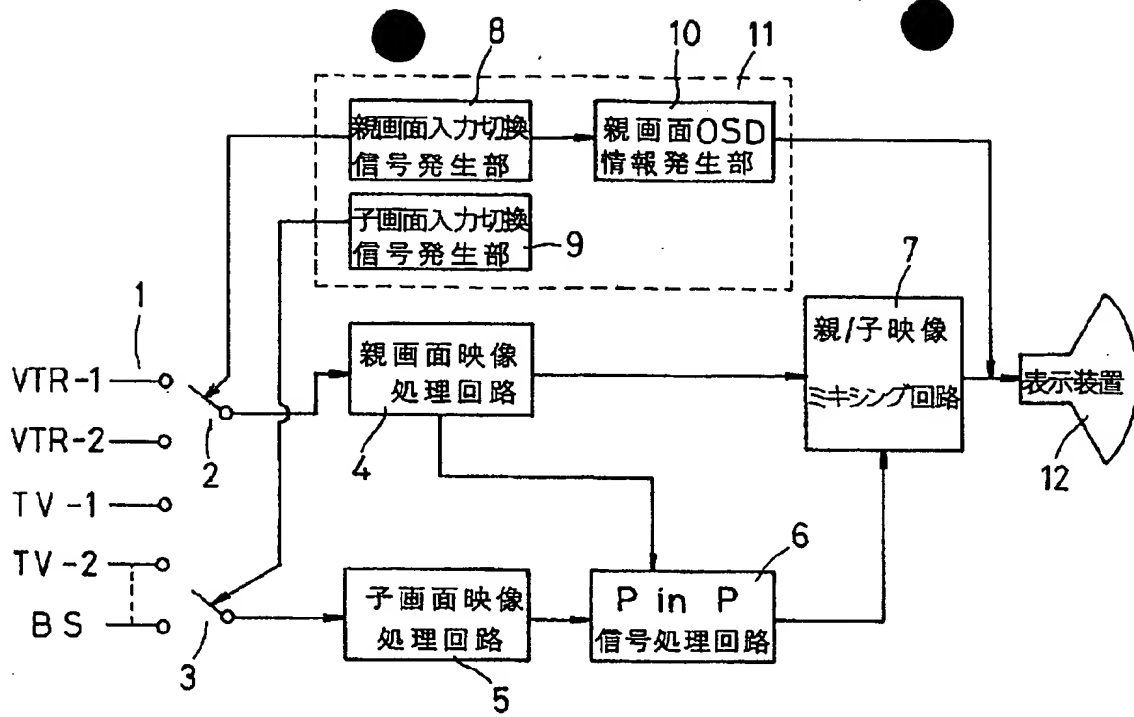 8
10
11
親画面入力切換
信号発生部
親画面OSD
情報発生部
子画面入力切換
信号発生部
9
7
1
親/子映像
ミキシング回路
親画面映像
処理回路
VTR-1
表示装置
2
4
12
VTR-2
TV-1
6
TV-2
子画面映像
処理回路
P in P
信号処理回路
BS
3
5